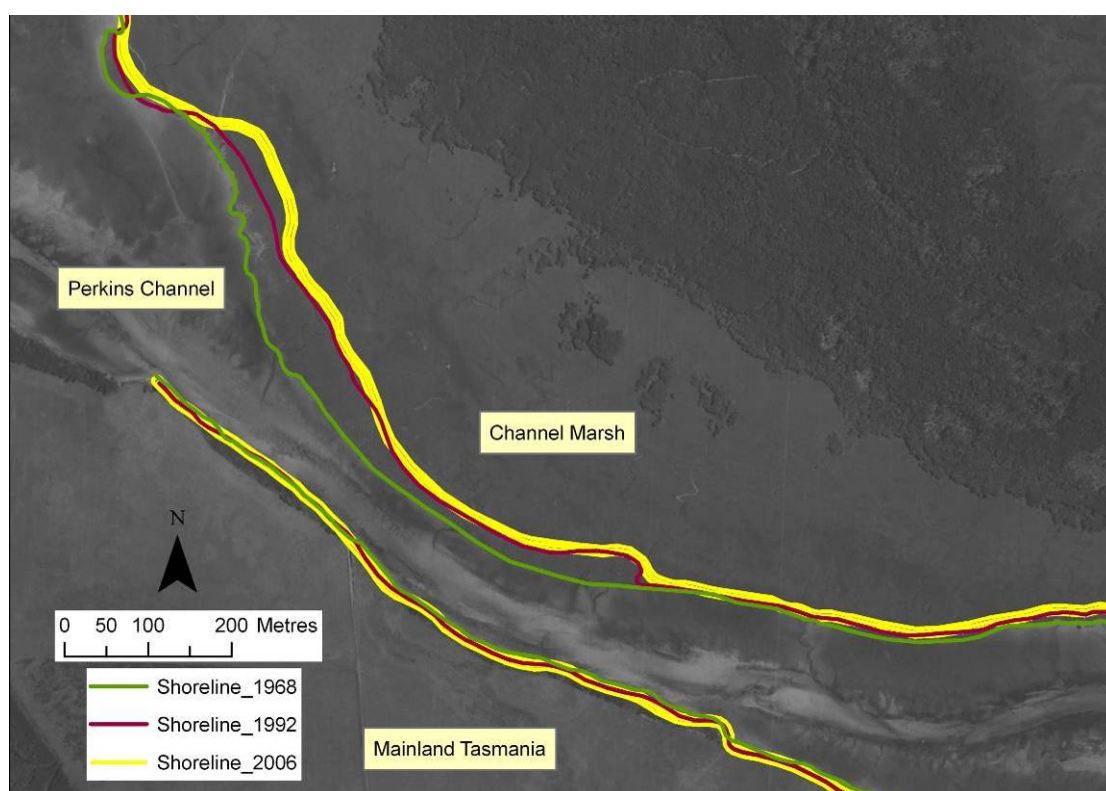 Perkins Channel
Channel Marsh
N
0 50 100 200 Metres
Shoreline_1968
Shoreline_1992
Shoreline_2006
Mainland Tasmania